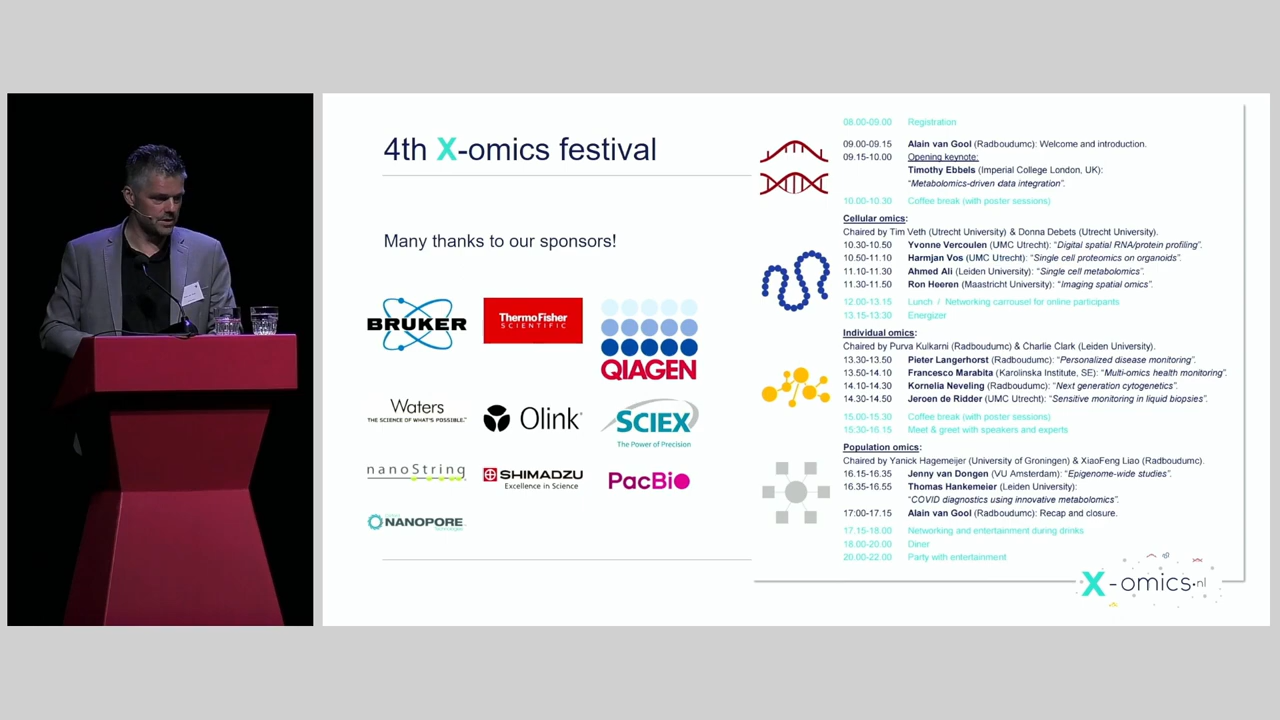 4th X-omics festival
Many thanks to our sponsors!
BRUKER
ThermoFisher
SCIENTIFIC
QIAGEN
Waters
THE SCIENCE OF WHAT'S POSSIBLE.™
Olink
SCIEX
The Power of Precision
nanoString
SHIMADZU
Excellence in Science
PacBio
NANOPORE
08.00-09.00 Registration
09.00-09.15 Alain van Gool (Radboudumc): Welcome and introduction.
09.15-10.00 Opening keynote:
Timothy Ebbels (Imperial College London, UK):
“Metabolomics-driven data integration”.
10.00-10.30 Coffee break (with poster sessions)
Cellular omics:
Chaired by Tim Veth (Utrecht University) & Donna Debets (Utrecht University).
10.30-10.50 Yvonne Vercoulen (UMC Utrecht): “Digital spatial RNA/protein profiling”.
10.50-11.10 Harmjan Vos (UMC Utrecht): “Single cell proteomics on organoids”.
11.10-11.30 Ahmed Ali (Leiden University): “Single cell metabolomics”.
11.30-11.50 Ron Heeren (Maastricht University): “Imaging spatial omics”.
12.00-13.15 Lunch / Networking carrousel for online participants
13.15-13:30 Energizer
Individual omics:
Chaired by Purva Kulkarni (Radboudumc) & Charlie Clark (Leiden University).
13.30-13.50 Pieter Langerhorst (Radboudumc): “Personalized disease monitoring”.
13.50-14.10 Francesco Marabita (Karolinska Institute, SE): “Multi-omics health monitoring”.
14.10-14.30 Kornelia Neveling (Radboudumc): “Next generation cytogenetics”.
14.30-14.50 Jeroen de Ridder (UMC Utrecht): “Sensitive monitoring in liquid biopsies”.
15.00-15.30 Coffee break (with poster sessions)
15:30-16.15 Meet & greet with speakers and experts
Population omics:
Chaired by Yanick Hagemeijer (University of Groningen) & XiaoFeng Liao (Radboudumc).
16.15-16.35 Jenny van Dongen (VU Amsterdam): “Epigenome-wide studies”.
16.35-16.55 Thomas Hankemeier (Leiden University):
“COVID diagnostics using innovative metabolomics”.
17:00-17.15 Alain van Gool (Radboudumc): Recap and closure.
17.15-18.00 Networking and entertainment during drinks
18.00-20.00 Diner
20.00-22.00 Party with entertainment
X-omics.nl